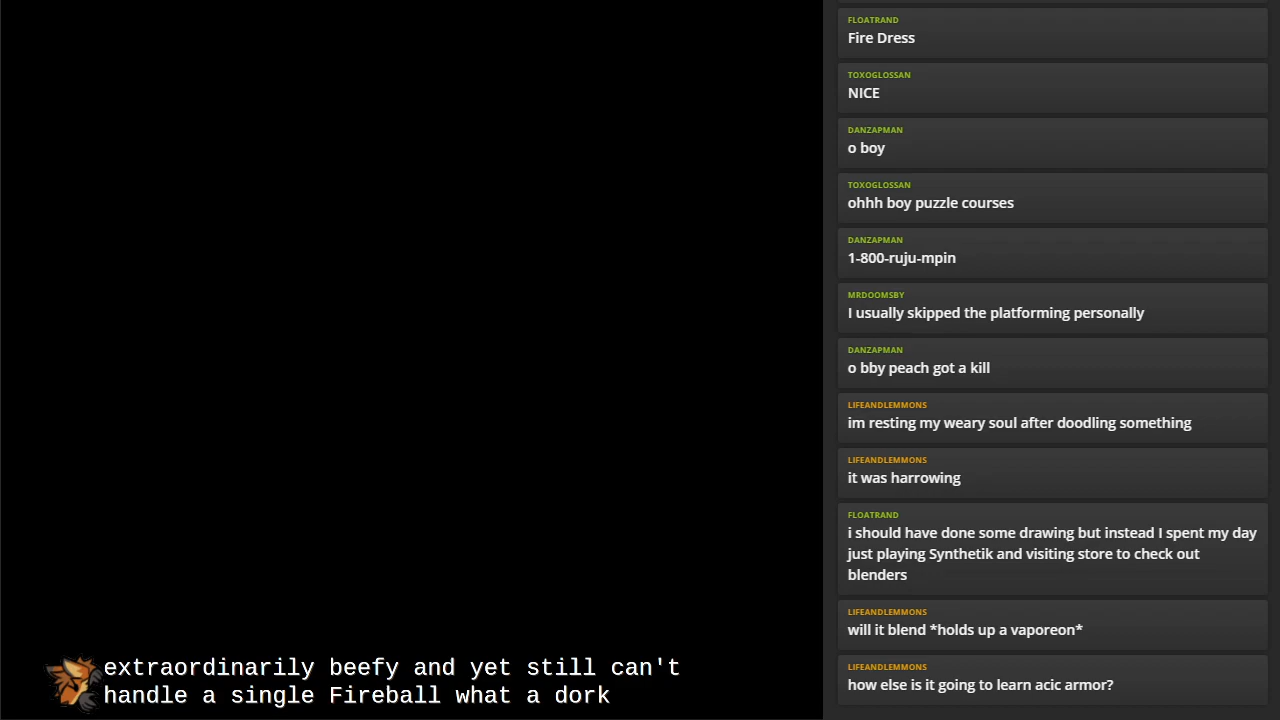 FLOATRAND
Fire Dress
TOXOGLOSSAN
NICE
DANZAPMAN
o boy
TOXOGLOSSAN
ohhh boy puzzle courses
DANZAPMAN
1-800-ruju-mpin
MRDOOMSBY
I usually skipped the platforming personally
DANZAPMAN
o bby peach got a kill
LIFEANDLEMMONS
im resting my weary soul after doodling something
LIFEANDLEMMONS
it was harrowing
FLOATRAND
i should have done some drawing but instead I spent my day
just playing Synthetik and visiting store to check out
blenders
LIFEANDLEMMONS
will it blend *holds up a vaporeon*
LIFEANDLEMMONS
how else is it going to learn acic armor?
extraordinarily beefy and yet still can't
handle a single Fireball what a dork